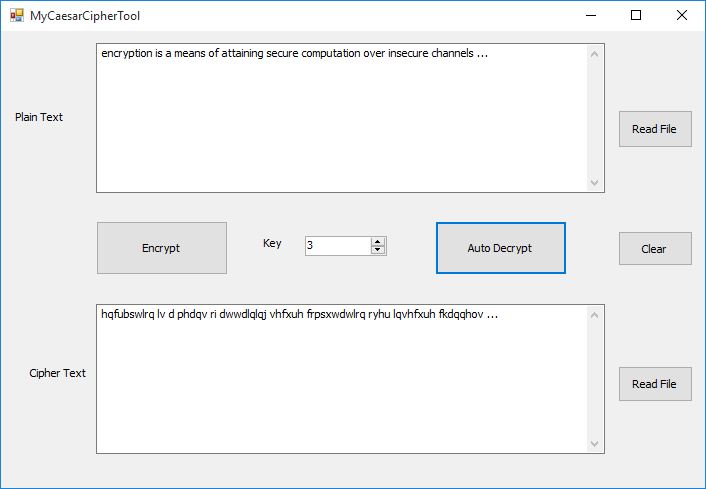 MyCaesarCipherTool
encryption is a means of attaining secure computation over insecure channels ...
Plain Text
Read File
Encrypt
Key
3
Auto Decrypt
Clear
hqfubswlrq lv d phdqv ri dwwdlqlqj vhfxuh frpsxwdwlrq ryhu lqvhfxuh fkdqqhov ...
Cipher Text
Read File